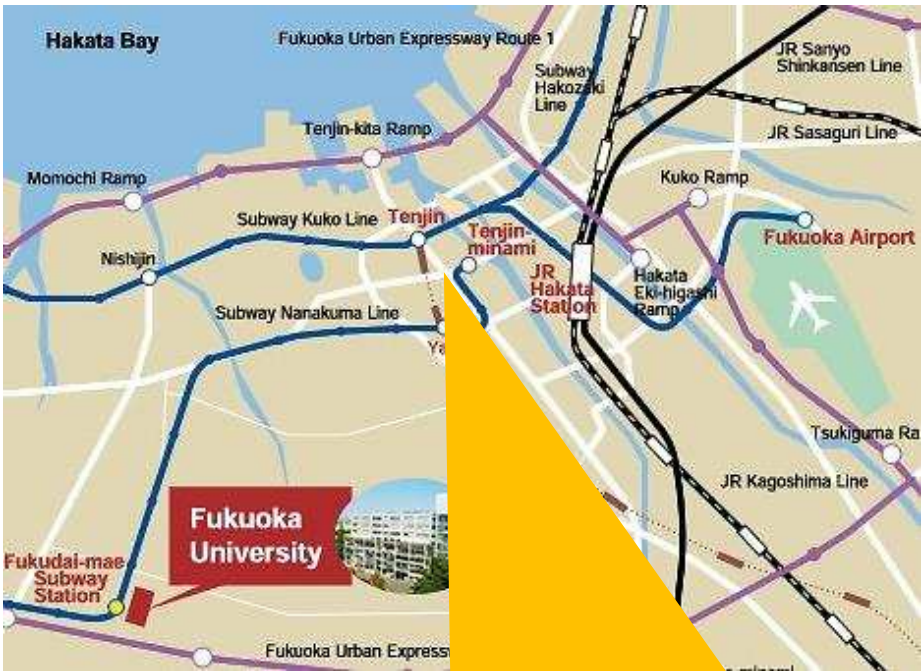 Hakata Bay
Fukuoka Urban Expressway Route 1
JR Sanyo
Shinkansen Line
Subway
Hakozaki
Line
Tenjin-kita Ramp
JR Sasaguri Line
Momochi Ramp
Kuko Ramp
Subway Kuko Line
Tenjin
Tenjin-
minami
Fukuoka Airport
Nishijin
JR
Hakata
Station
Hakata
Eki-higashi
Ramp
Subway Nanakuma Line
Tsukiguma Ra
JR Kagoshima Line
Fukuoka
University
Fukudai-mae
Subway
Station
Fukuoka Urban Express